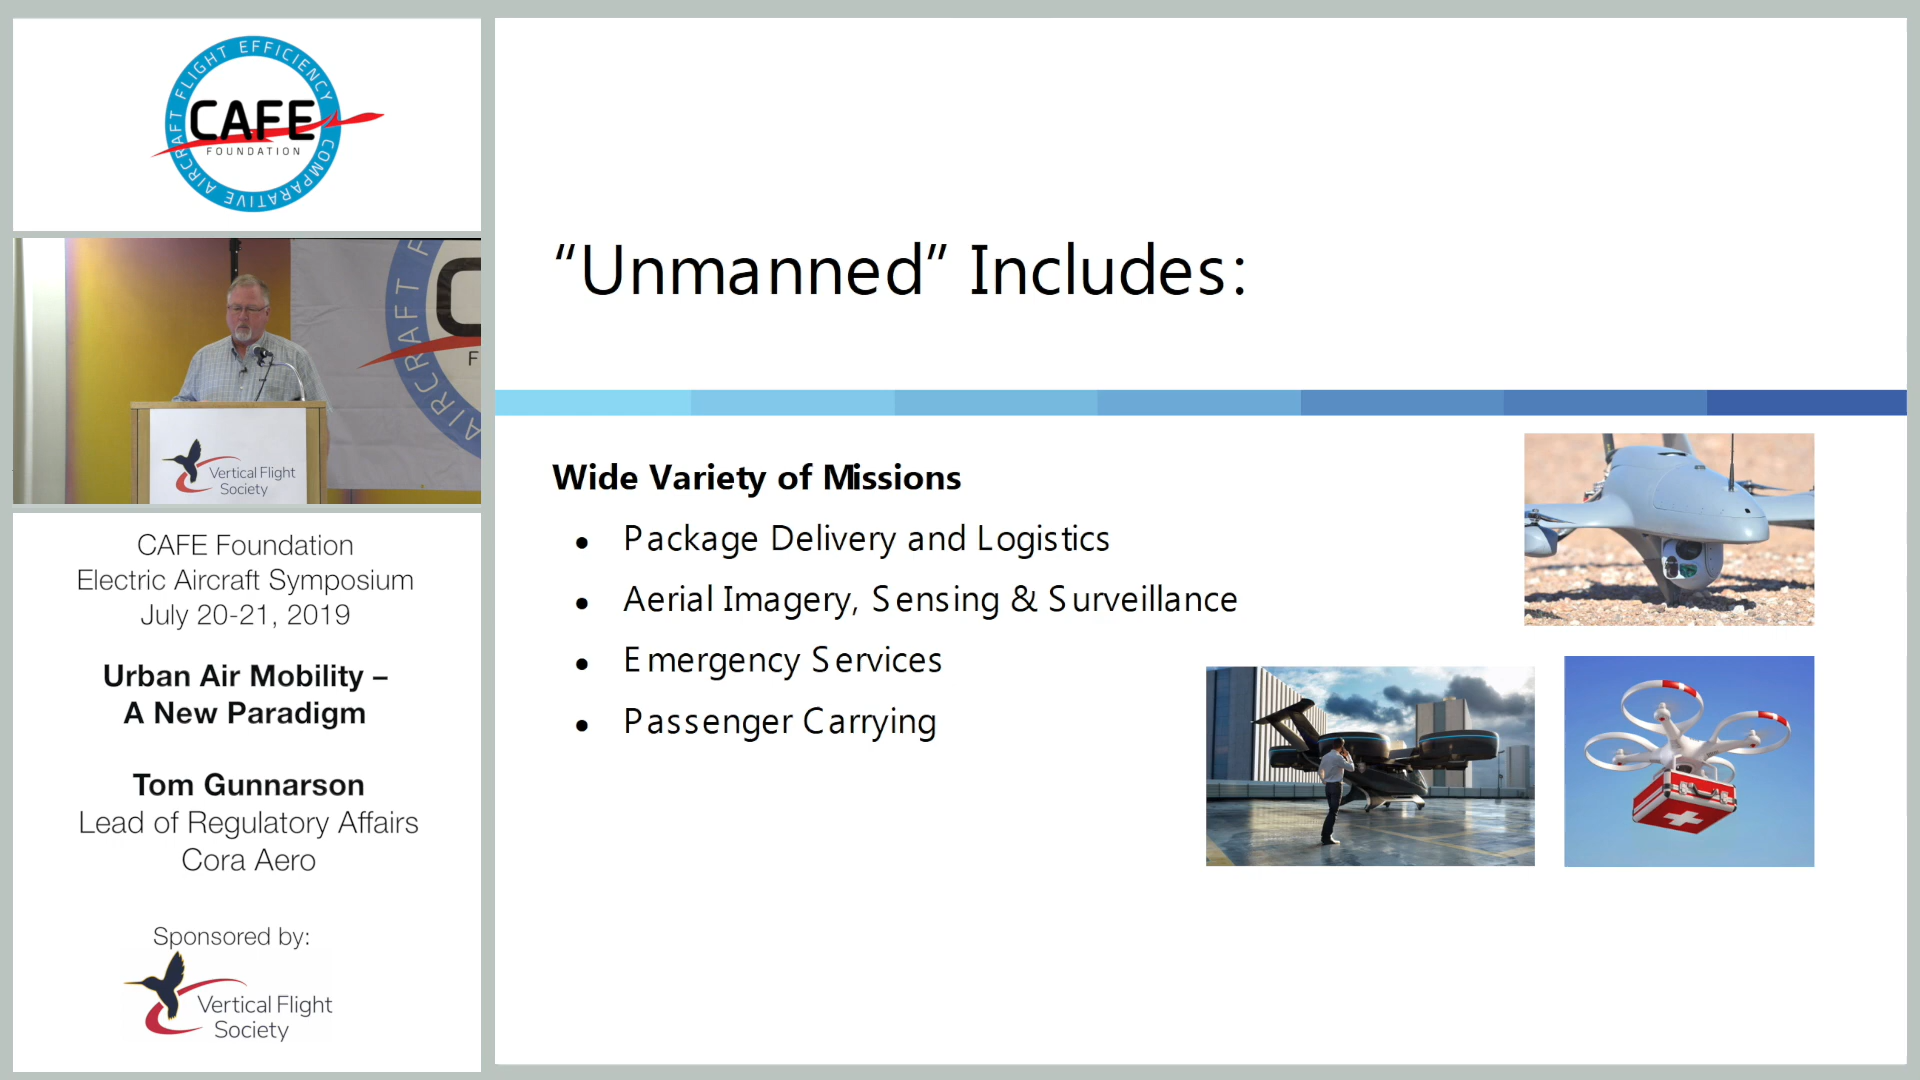 AIRCRAFT FLIGHT EFFICIENCY COMPARATIVE
CAFE
FOUNDATION
AIRCRAFT F
C
F
Vertical Flight
Society
CAFE Foundation
Electric Aircraft Symposium
July 20-21, 2019
Urban Air Mobility –
A New Paradigm
Tom Gunnarson
Lead of Regulatory Affairs
Cora Aero
Sponsored by:
Vertical Flight
Society
“Unmanned” Includes:
Wide Variety of Missions
• Package Delivery and Logistics
• Aerial Imagery, Sensing & Surveillance
• Emergency Services
• Passenger Carrying